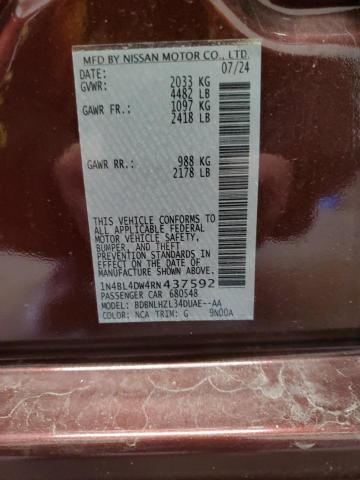 MFD BY NISSAN MOTOR CO., LTD.
DATE: 07/24
GVWR: 2033 KG
4482 LB
GAWR FR.: 1097 KG
2418 LB
GAWR RR.: 988 KG
2178 LB
THIS VEHICLE CONFORMS TO
ALL APPLICABLE FEDERAL
MOTOR VEHICLE SAFETY,
BUMPER, AND THEFT
PREVENTION STANDARDS IN
EFFECT ON THE DATE OF
MANUFACTURE SHOWN ABOVE.
1N4BL4DW4RN437592
PASSENGER CAR 680548
MODEL: BDBNLHZL34DUAE--AA
COLOR: NCA TRIM: G 9N00A